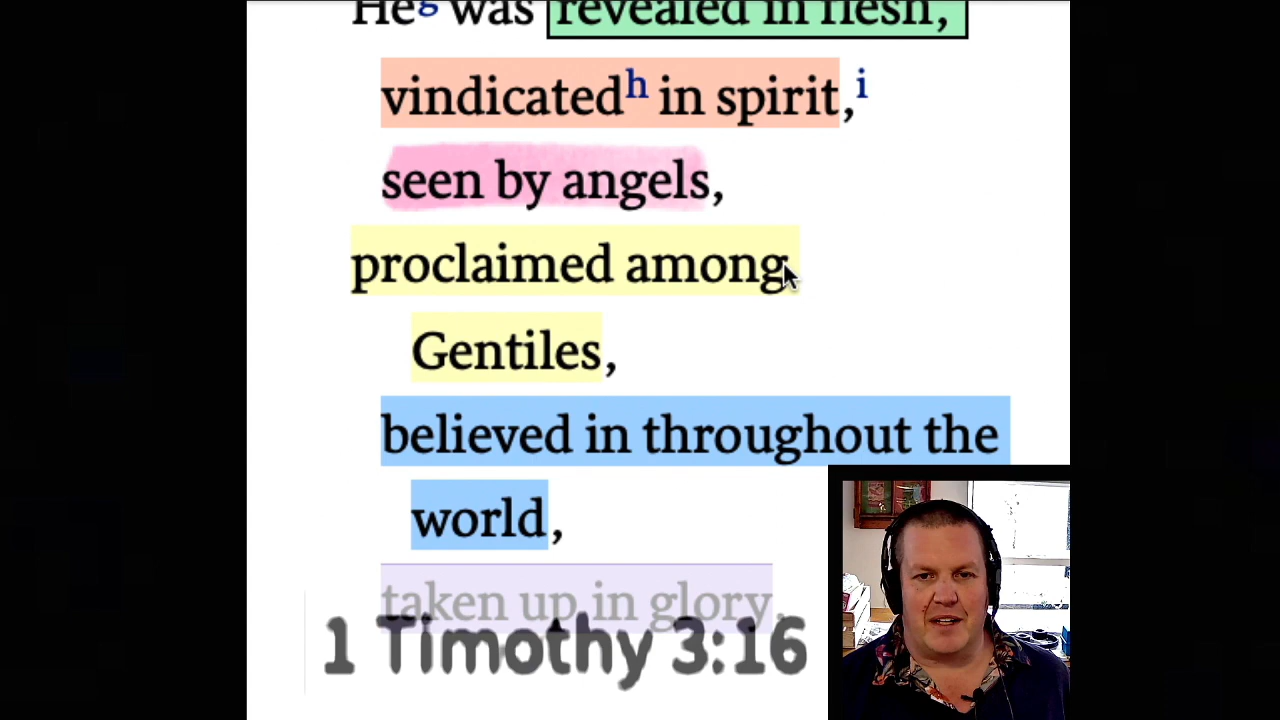 He^g was revealed in flesh,
vindicated^h in spirit,^i
seen by angels,
proclaimed among
Gentiles,
believed in throughout the
world,
taken up in glory.
1 Timothy 3:16